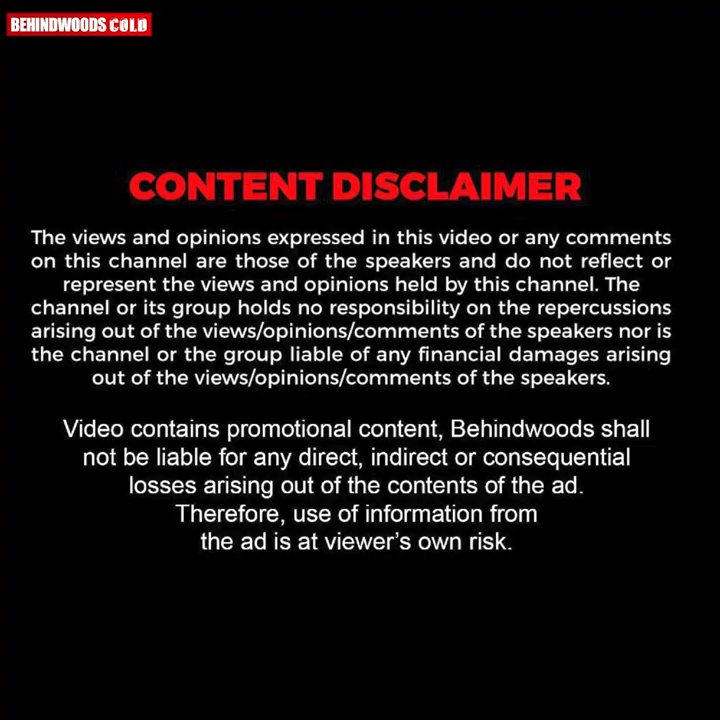 BEHINDWOODS COLD
CONTENT DISCLAIMER
The views and opinions expressed in this video or any comments
on this channel are those of the speakers and do not reflect or
represent the views and opinions held by this channel. The
channel or its group holds no responsibility on the repercussions
arising out of the views/opinions/comments of the speakers nor is
the channel or the group liable of any financial damages arising
out of the views/opinions/comments of the speakers.
Video contains promotional content, Behindwoods shall
not be liable for any direct, indirect or consequential
losses arising out of the contents of the ad.
Therefore, use of information from
the ad is at viewer's own risk.